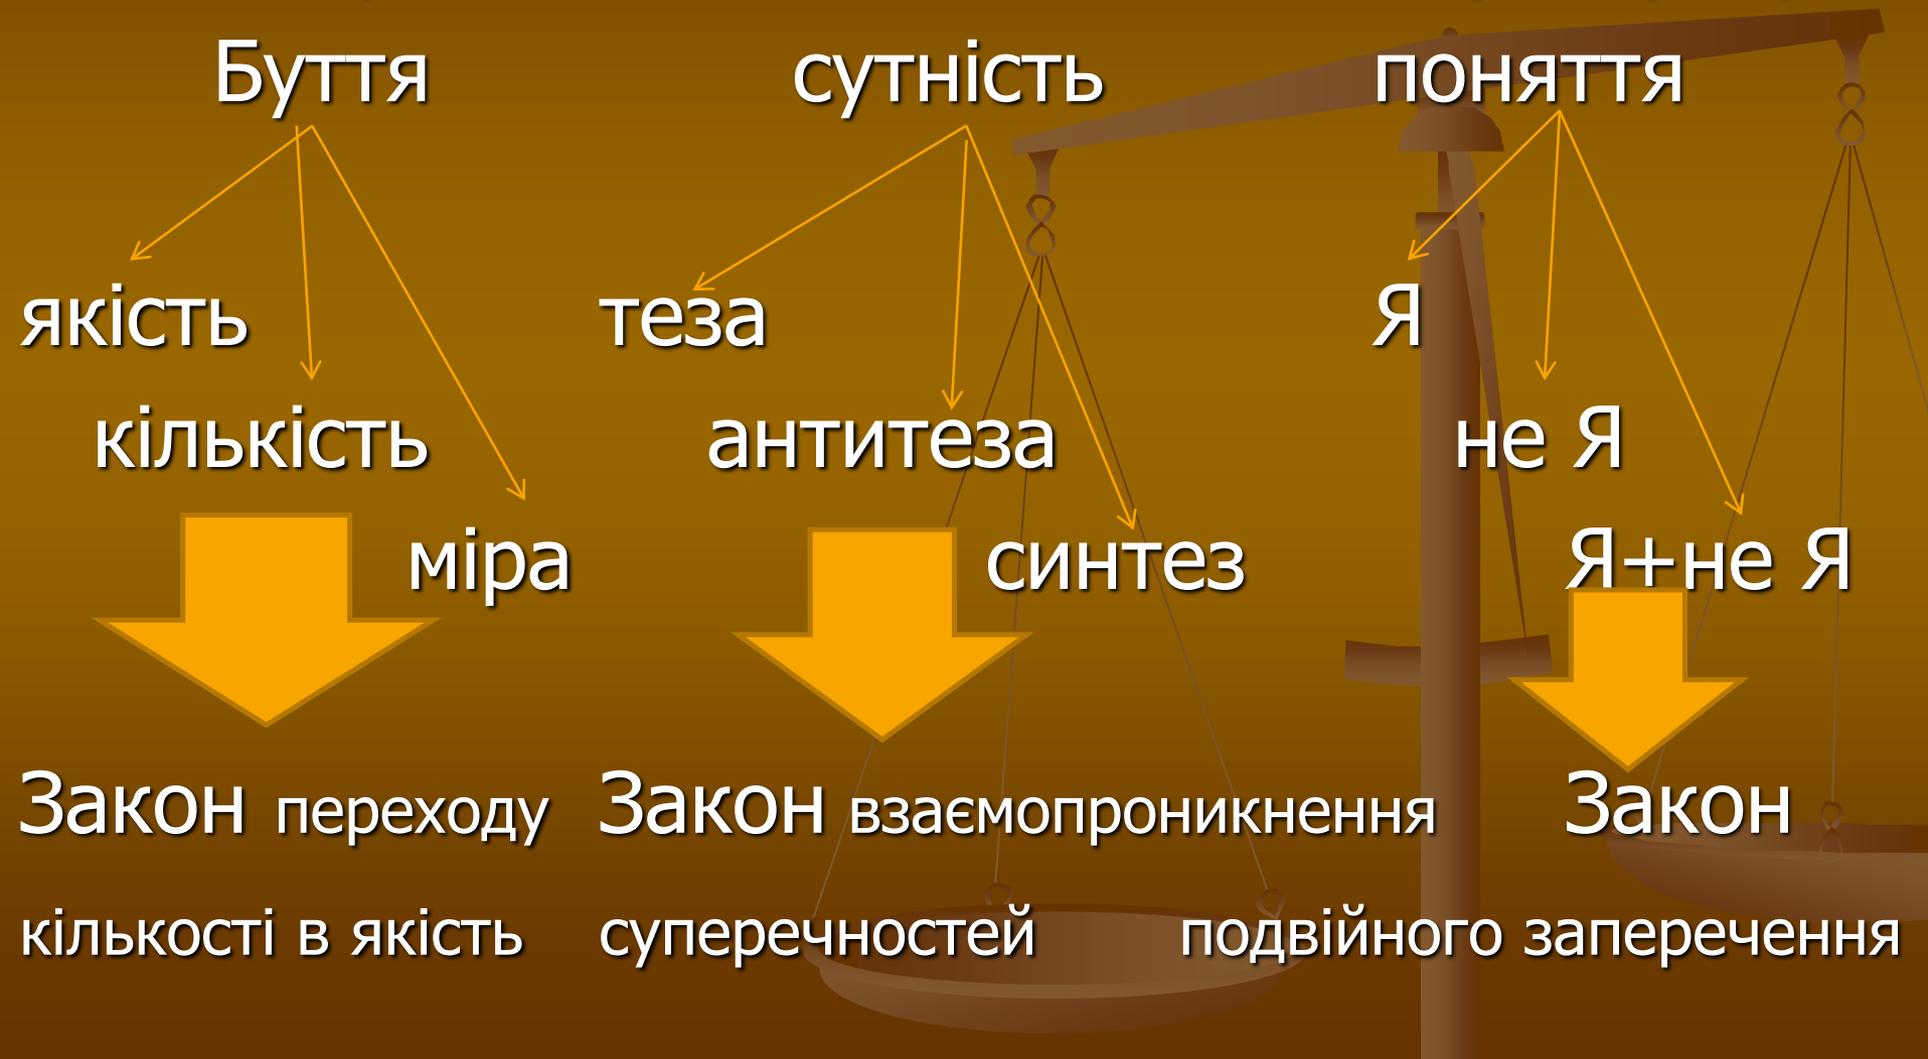 Буття сутність поняття
якість теза Я
кількість антитеза не Я
міра синтез Я+не Я
Закон переходу Закон взаємопроникнення Закон
кількості в якість суперечностей подвійного заперечення